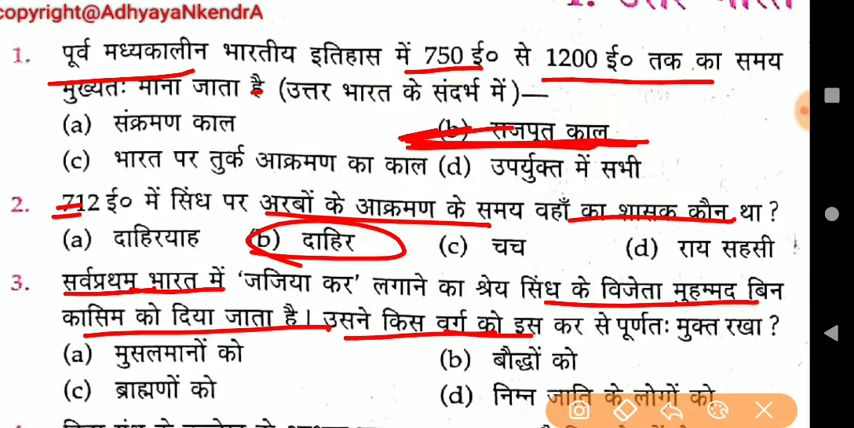 copyright@AdhyayaNkendrA
1. पूर्व मध्यकालीन भारतीय इतिहास में 750 ई० से 1200 ई० तक का समय
मुख्यतः माना जाता है (उत्तर भारत के संदर्भ में)—
(a) संक्रमण काल (b) राजपूत काल
(c) भारत पर तुर्क आक्रमण का काल (d) उपर्युक्त में सभी
2. 712 ई० में सिंध पर अरबों के आक्रमण के समय वहाँ का शासक कौन था ?
(a) दाहिरयाह (b) दाहिर (c) चच (d) राय सहसी
3. सर्वप्रथम भारत में 'जजिया कर' लगाने का श्रेय सिंध के विजेता मुहम्मद बिन
कासिम को दिया जाता है। उसने किस वर्ग को इस कर से पूर्णतः मुक्त रखा ?
(a) मुसलमानों को (b) बौद्धों को
(c) ब्राह्मणों को (d) निम्न जाति के लोगों को